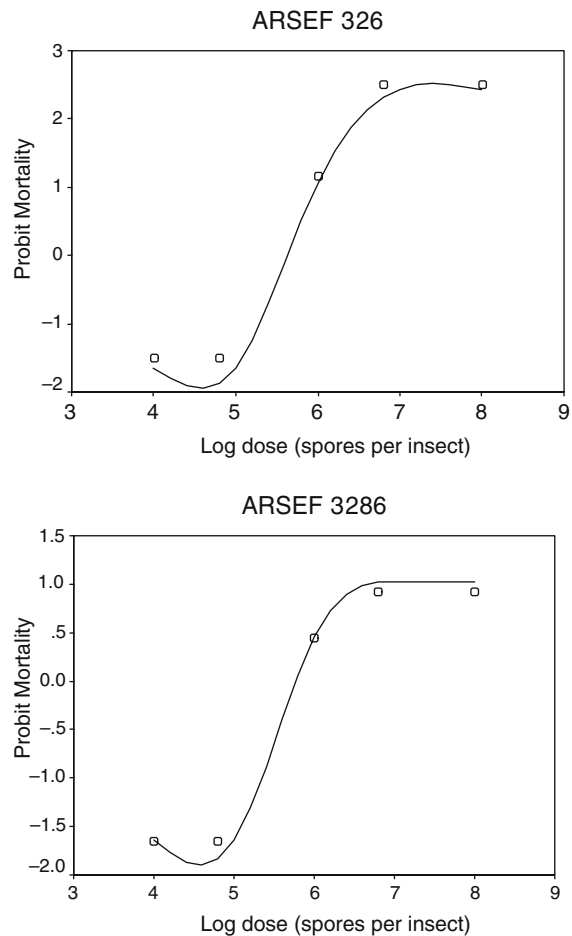 ARSEF 326
3
2
1
0
−1
−2
Probit Mortality
3 4 5 6 7 8 9
Log dose (spores per insect)
ARSEF 3286
1.5
1.0
.5
0.0
−.5
−1.0
−1.5
−2.0
Probit Mortality
3 4 5 6 7 8 9
Log dose (spores per insect)